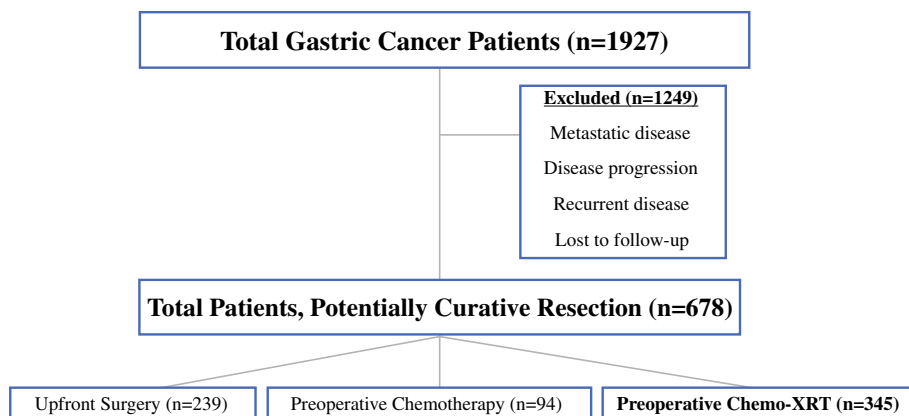 Total Gastric Cancer Patients (n=1927)
Excluded (n=1249)
Metastatic disease
Disease progression
Recurrent disease
Lost to follow-up
Total Patients, Potentially Curative Resection (n=678)
Upfront Surgery (n=239)
Preoperative Chemotherapy (n=94)
Preoperative Chemo-XRT (n=345)